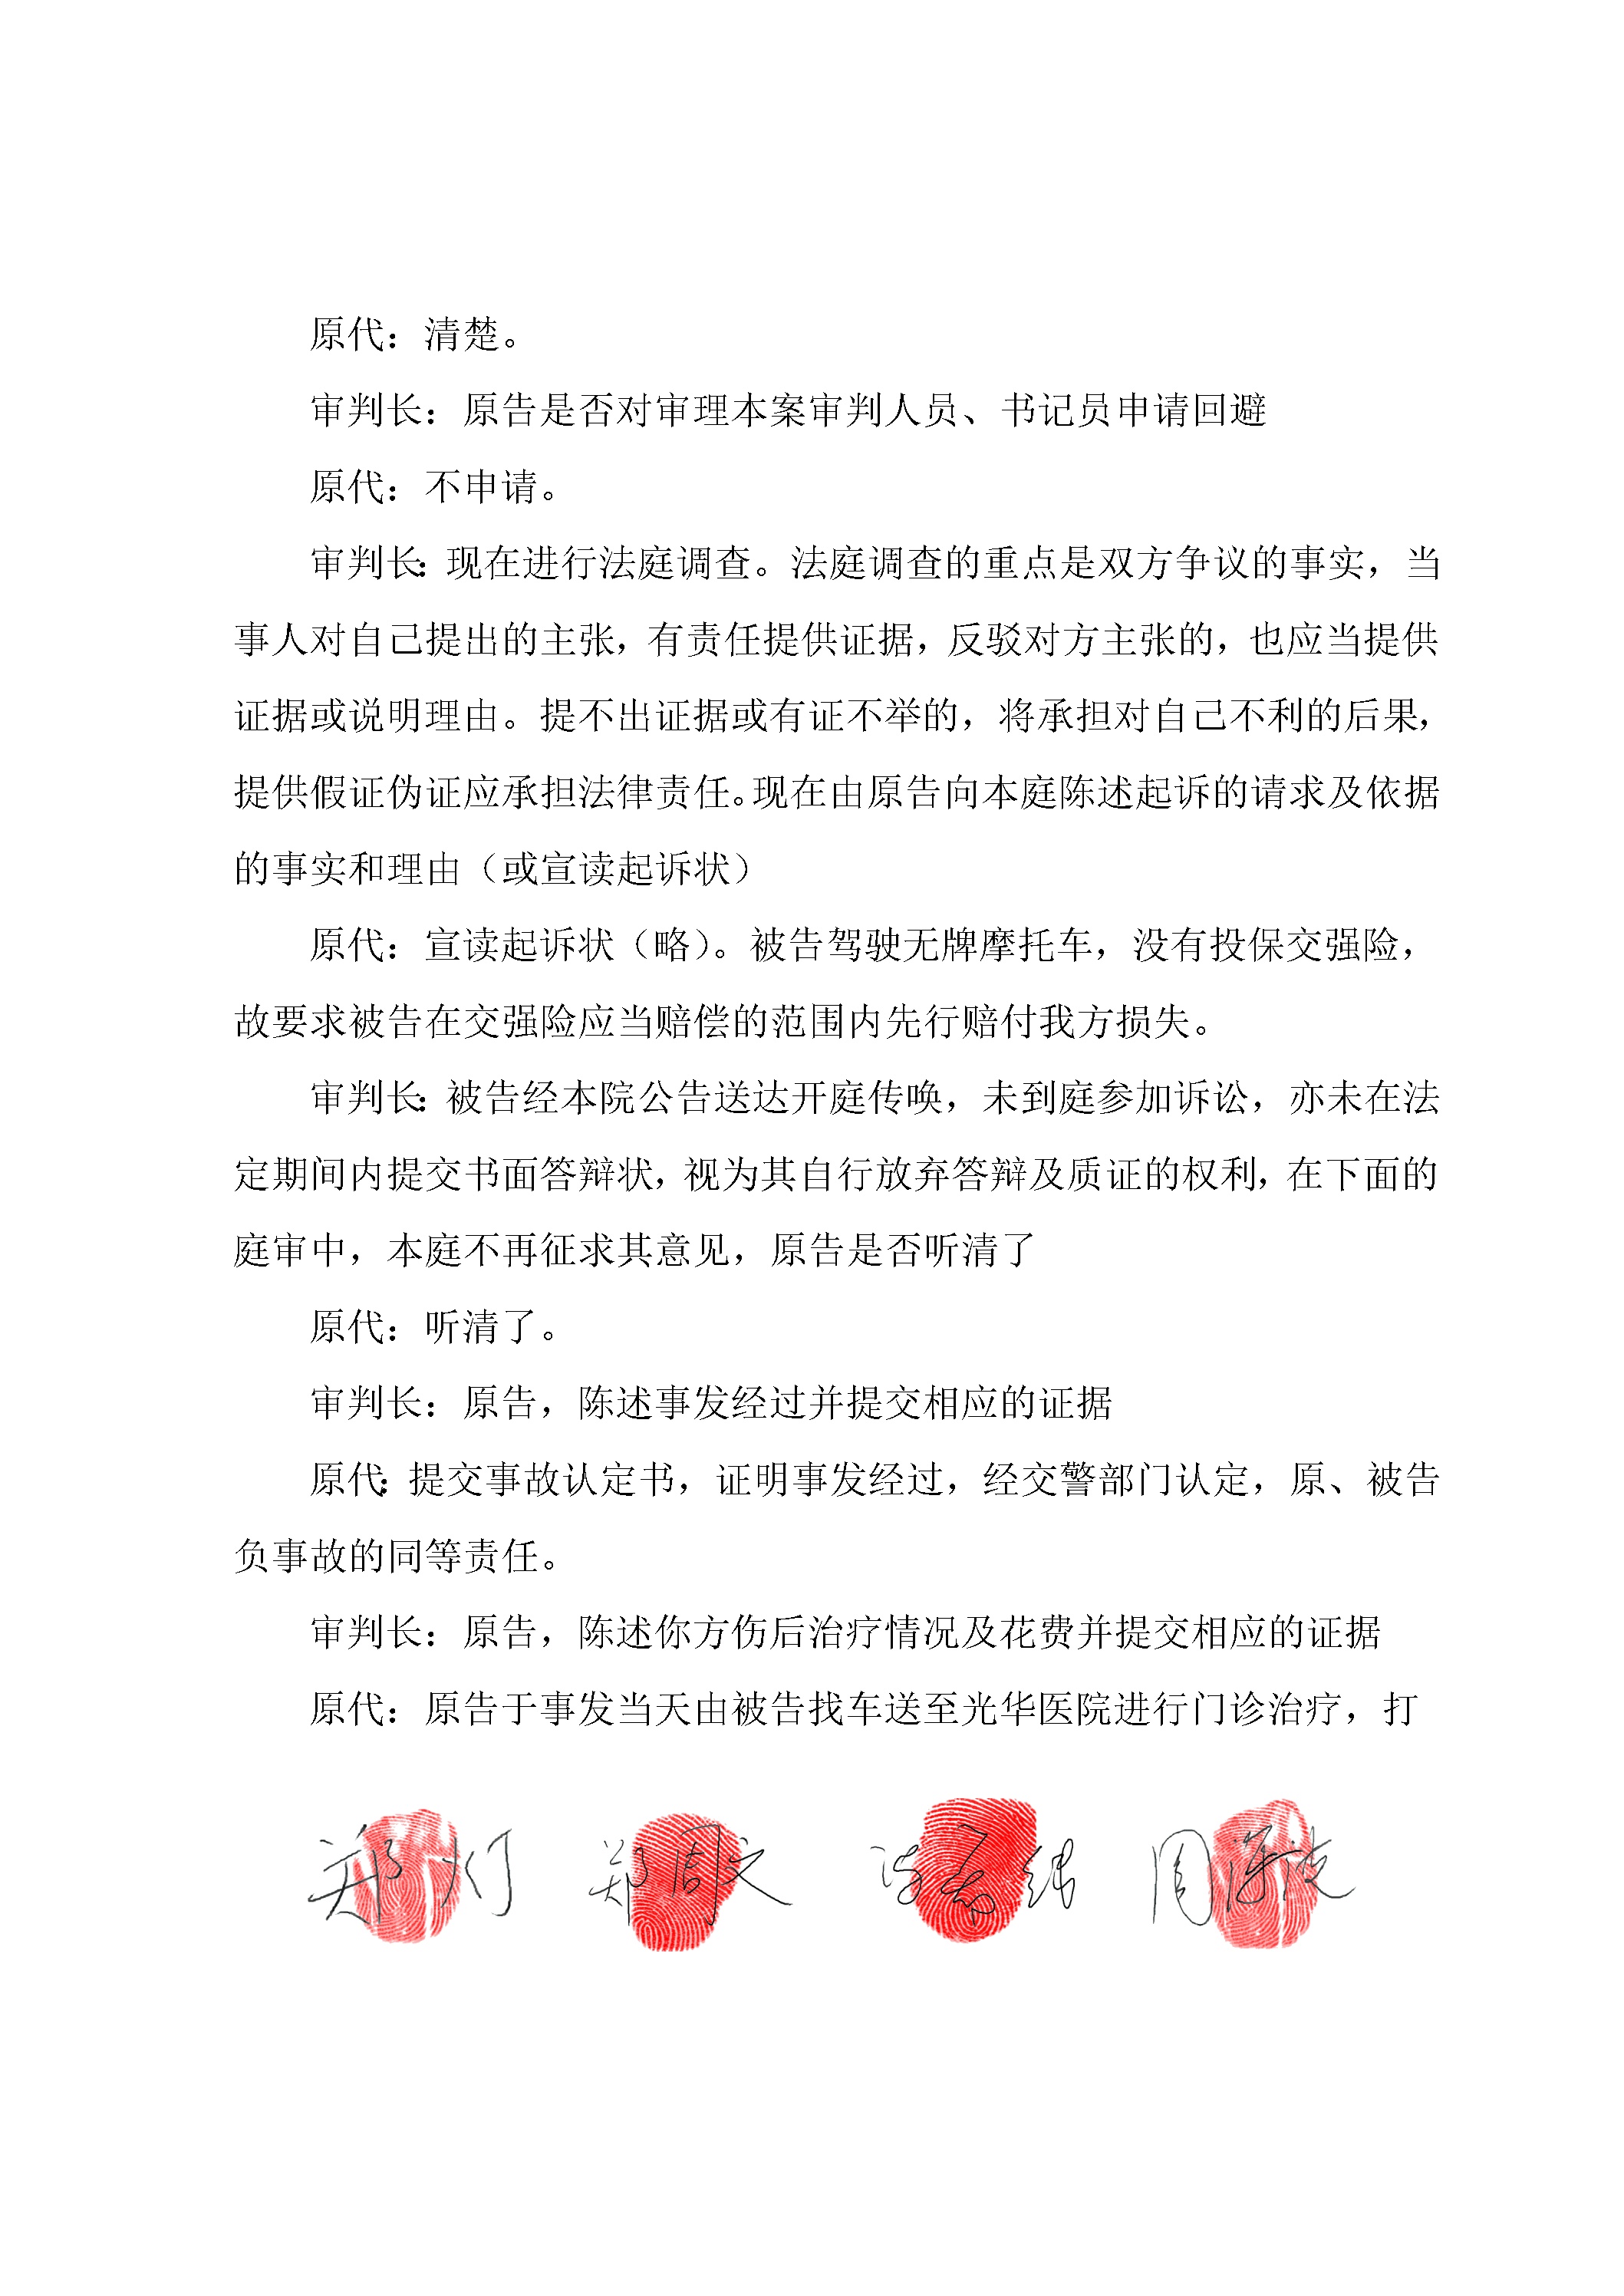 原代：清楚。
审判长：原告是否对审理本案审判人员、书记员申请回避
原代：不申请。
审判长：现在进行法庭调查。法庭调查的重点是双方争议的事实，当
事人对自己提出的主张，有责任提供证据，反驳对方主张的，也应当提供
证据或说明理由。提不出证据或有证不举的，将承担对自己不利的后果，
提供假证伪证应承担法律责任。现在由原告向本庭陈述起诉的请求及依据
的事实和理由（或宣读起诉状）
原代：宣读起诉状（略）。被告驾驶无牌摩托车，没有投保交强险，
故要求被告在交强险应当赔偿的范围内先行赔付我方损失。
审判长：被告经本院公告送达开庭传唤，未到庭参加诉讼，亦未在法
定期间内提交书面答辩状，视为其自行放弃答辩及质证的权利，在下面的
庭审中，本庭不再征求其意见，原告是否听清了
原代：听清了。
审判长：原告，陈述事发经过并提交相应的证据
原代：提交事故认定书，证明事发经过，经交警部门认定，原、被告
负事故的同等责任。
审判长：原告，陈述你方伤后治疗情况及花费并提交相应的证据
原代：原告于事发当天由被告找车送至光华医院进行门诊治疗，打
郑灯 郑周文